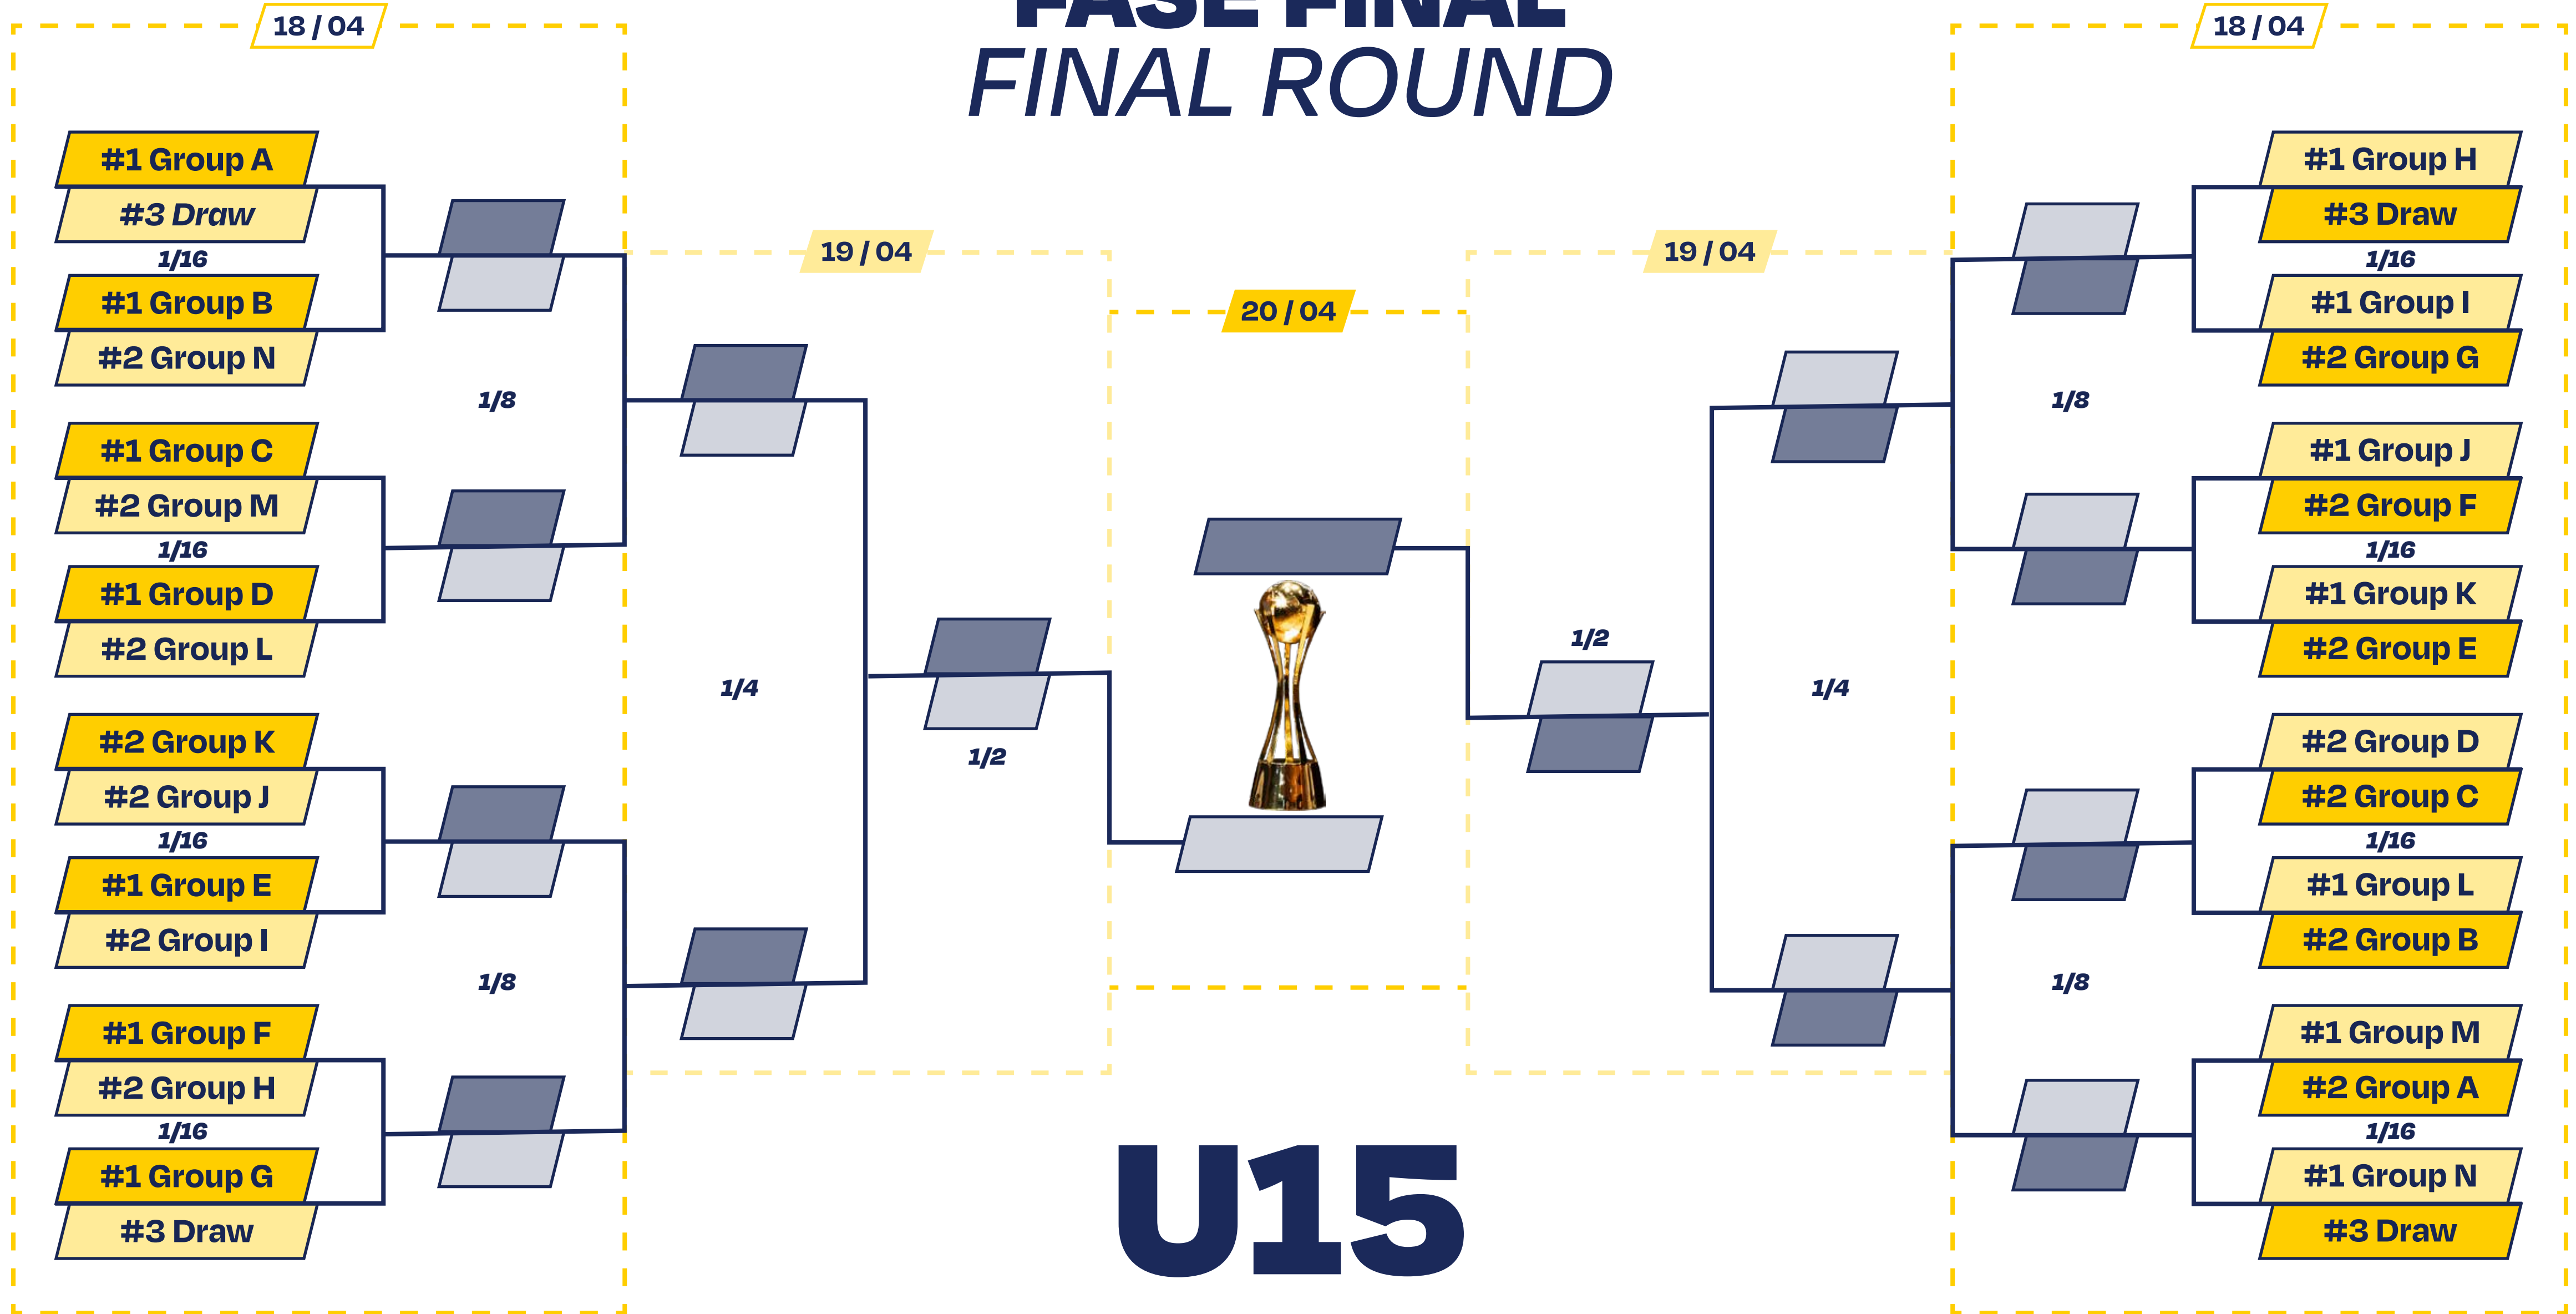 FASE FINAL
FINAL ROUND
18 / 04
#1 Group A
#3 Draw
1/16
#1 Group B
#2 Group N
1/8
#1 Group C
#2 Group M
1/16
#1 Group D
#2 Group L
#2 Group K
#2 Group J
1/16
#1 Group E
#2 Group I
1/8
#1 Group F
#2 Group H
1/16
#1 Group G
#3 Draw
19 / 04
1/4
1/2
20 / 04
19 / 04
1/2
1/4
18 / 04
#1 Group H
#3 Draw
1/16
#1 Group I
#2 Group G
1/8
#1 Group J
#2 Group F
1/16
#1 Group K
#2 Group E
#2 Group D
#2 Group C
1/16
#1 Group L
#2 Group B
1/8
#1 Group M
#2 Group A
1/16
#1 Group N
#3 Draw
U15